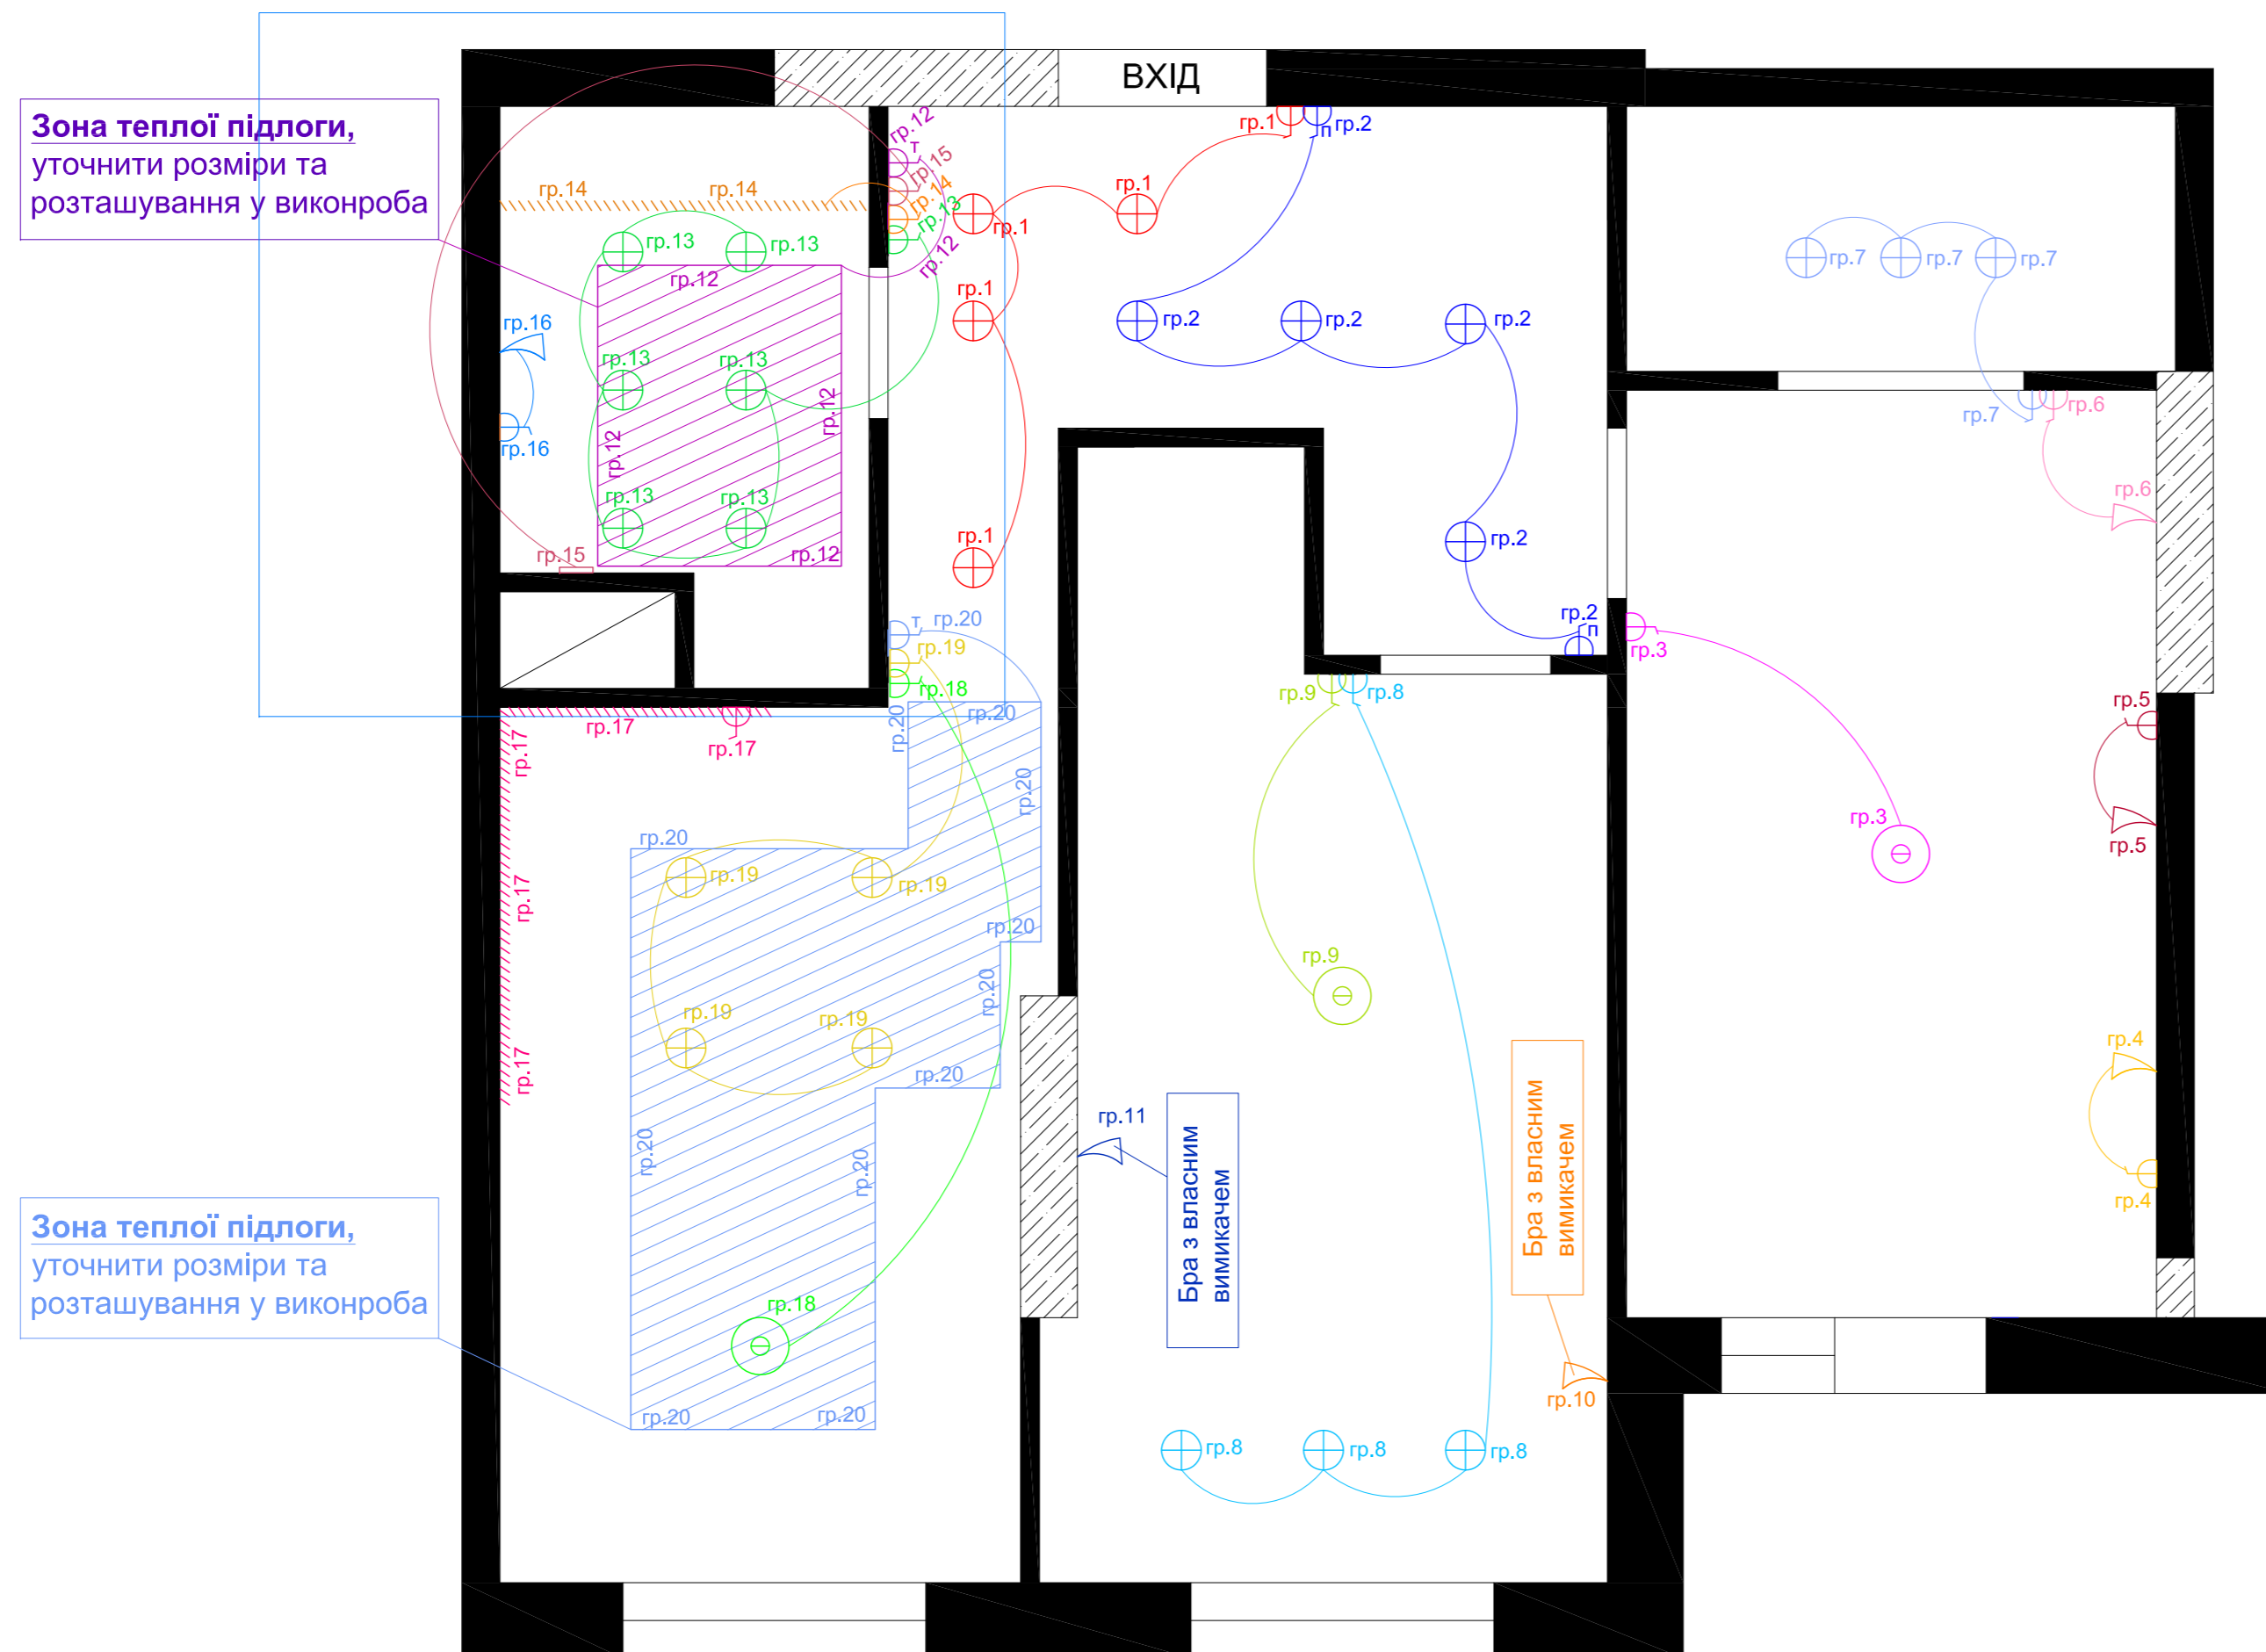 ВХІД
Зона теплої підлоги,
уточнити розміри та
розташування у виконроба
гр.12
т
гр.15
гр.14
гр.13
гр.12
гр.1
п
гр.2
гр.14
гр.14
гр.1
гр.1
гр.13
гр.13
гр.12
гр.7
гр.7
гр.7
гр.1
гр.2
гр.2
гр.2
гр.16
гр.13
гр.13
гр.12
гр.12
гр.16
гр.7
гр.6
гр.6
гр.13
гр.13
гр.15
гр.12
гр.1
гр.2
гр.2
п
гр.3
т
гр.20
гр.19
гр.18
гр.9
гр.8
гр.5
гр.17
гр.17
гр.17
гр.20
гр.20
гр.20
гр.20
гр.3
гр.5
гр.17
гр.19
гр.19
гр.20
гр.9
гр.20
гр.19
гр.19
гр.17
гр.20
гр.4
гр.11
Бра з власним
вимикачем
Бра з власним
вимикачем
гр.20
гр.20
гр.4
Зона теплої підлоги,
уточнити розміри та
розташування у виконроба
гр.18
гр.10
гр.20
гр.20
гр.8
гр.8
гр.8